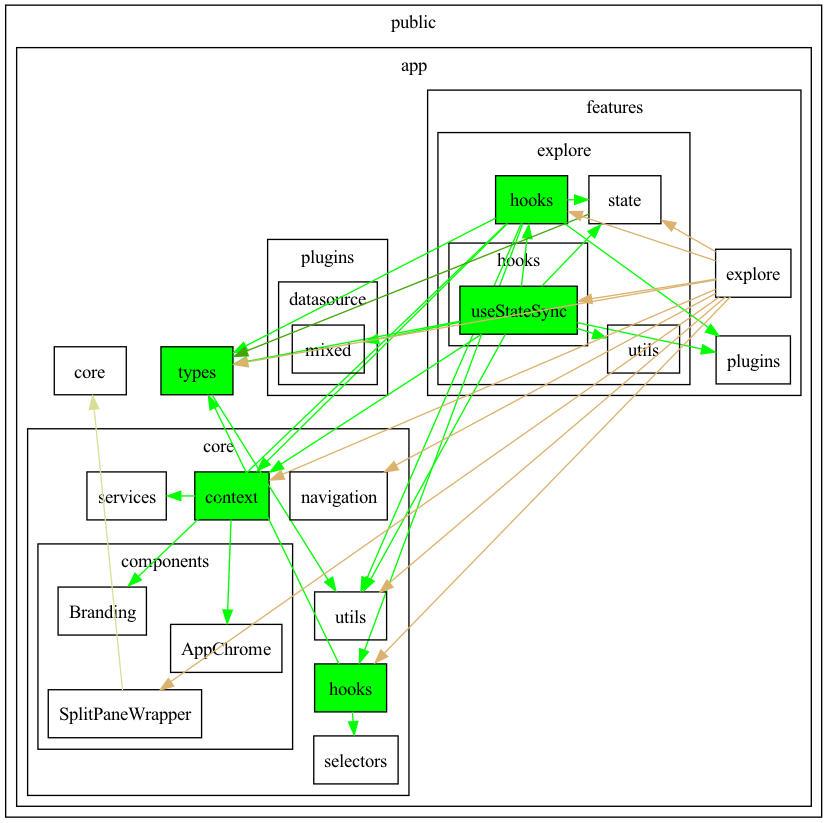 public
app
features
explore
hooks
state
plugins
hooks
explore
datasource
useStateSync
mixed
utils
plugins
core
types
core
services
context
navigation
components
Branding
utils
AppChrome
hooks
SplitPaneWrapper
selectors